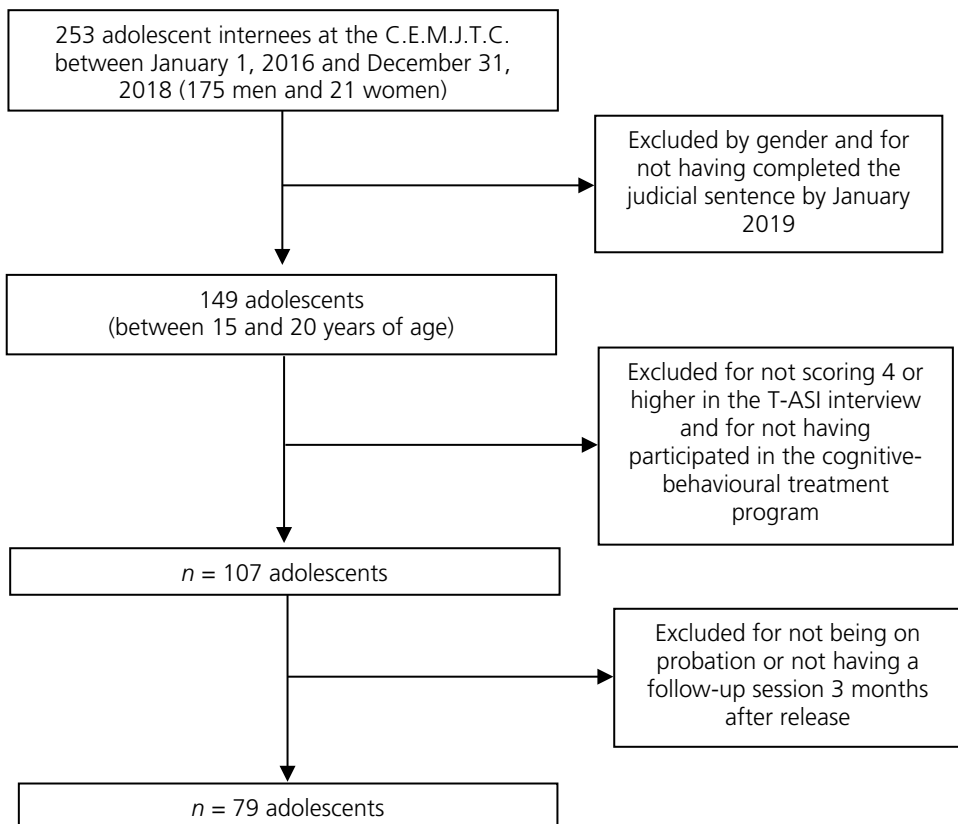 253 adolescent internees at the C.E.M.J.T.C.
between January 1, 2016 and December 31,
2018 (175 men and 21 women)
Excluded by gender and for
not having completed the
judicial sentence by January
2019
149 adolescents
(between 15 and 20 years of age)
Excluded for not scoring 4 or
higher in the T-ASI interview
and for not having
participated in the cognitive-
behavioural treatment
program
n = 107 adolescents
Excluded for not being on
probation or not having a
follow-up session 3 months
after release
n = 79 adolescents